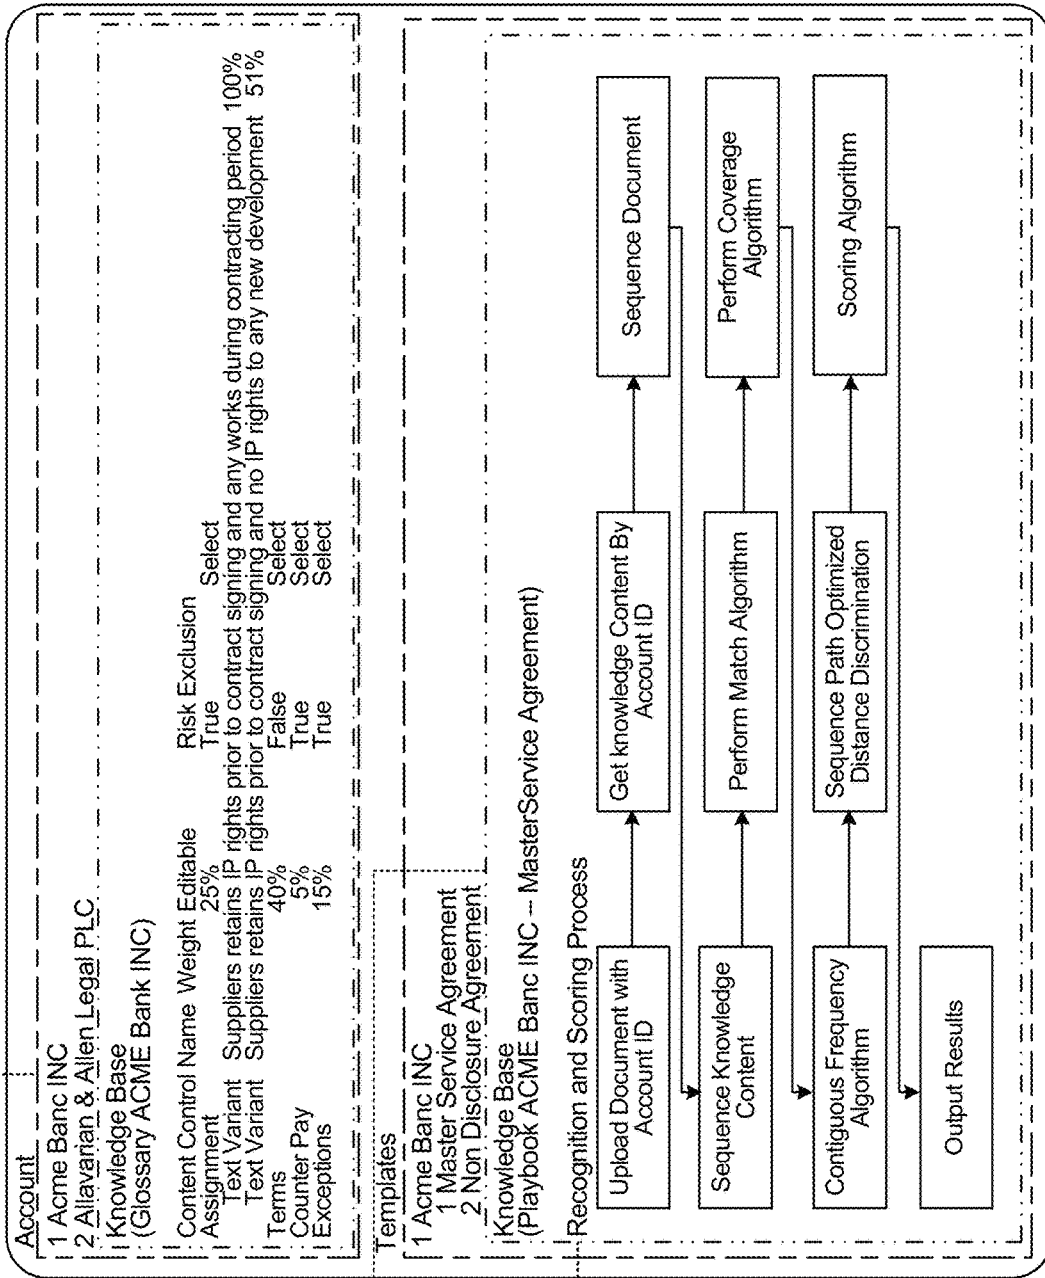 Account
1 Acme Banc INC
2 Allavarian & Allen Legal PLC
Knowledge Base
(Glossary ACME Bank INC)
Content Control Name Weight Editable Risk Exclusion
Assignment 25% True Select
Text Variant Suppliers retains IP rights prior to contract signing and any works during contracting period 100%
Text Variant Suppliers retains IP rights prior to contract signing and no IP rights to any new development 51%
Terms 40% False Select
Counter Pay 5% True Select
Exceptions 15% True Select
Templates
1 Acme Banc INC
1 Master Service Agreement
2 Non Disclosure Agreement
Knowledge Base
(Playbook ACME Banc INC – MasterService Agreement)
Recognition and Scoring Process
Upload Document with
Account ID
Get knowledge Content By
Account ID
Sequence Document
Sequence Knowledge
Content
Perform Match Algorithm
Perform Coverage
Algorithm
Contiguous Frequency
Algorithm
Sequence Path Optimized
Distance Discrimination
Scoring Algorithm
Output Results